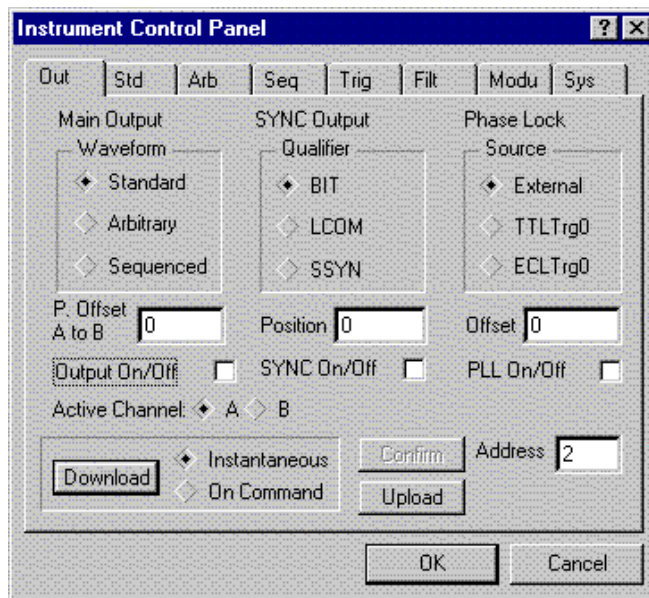 Instrument Control Panel
Out Std Arb Seq Trig Filt Modu Sys
Main Output SYNC Output Phase Lock
Waveform Qualifier Source
Standard BIT External
Arbitrary LCOM TTLTrg0
Sequenced SSYN ECLTrg0
P. Offset
A to B 0 Position 0 Offset 0
Output On/Off SYNC On/Off PLL On/Off
Active Channel: A B
Download Instantaneous Confirm Address 2
On Command Upload
OK Cancel